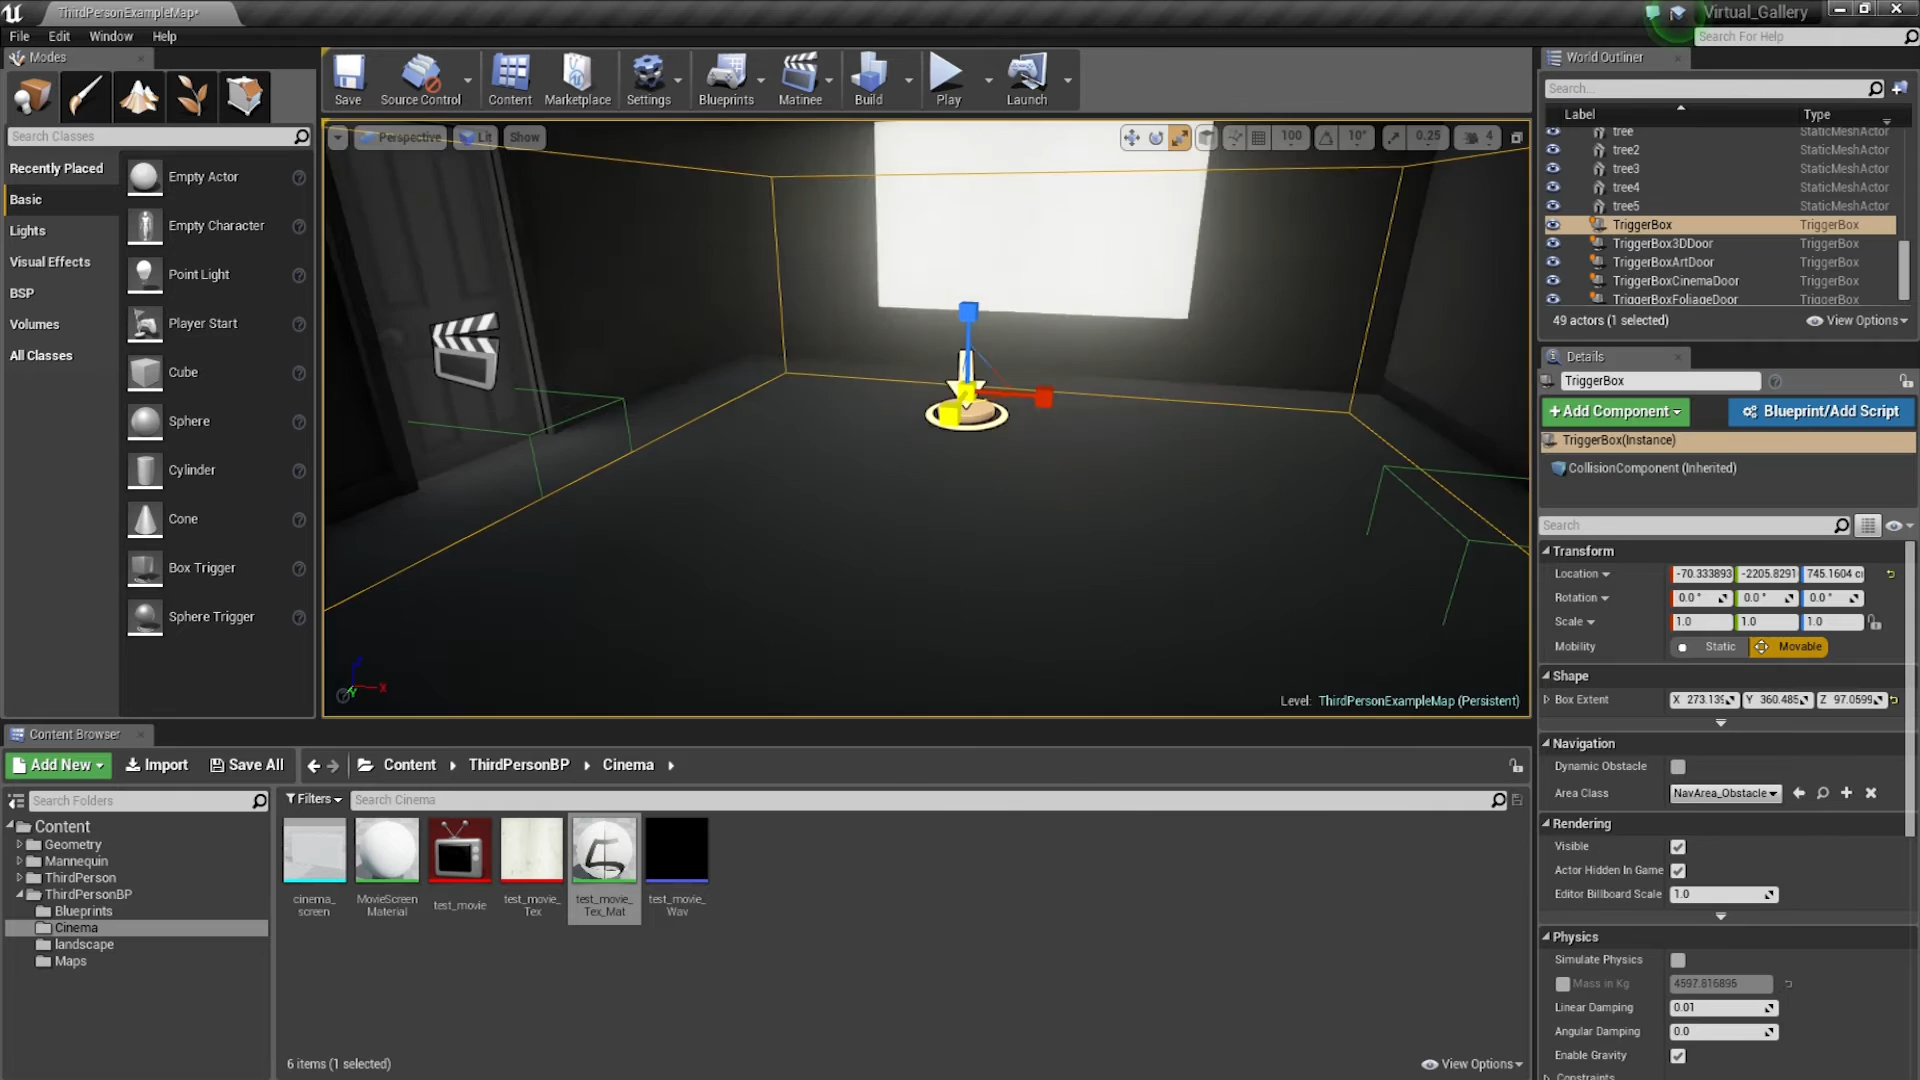 ThirdPersonExampleMap*
Virtual_Gallery
File Edit Window Help
Search For Help
Modes
Search Classes
Recently Placed
Basic
Lights
Visual Effects
BSP
Volumes
All Classes
Empty Actor
Empty Character
Point Light
Player Start
Cube
Sphere
Cylinder
Cone
Box Trigger
Sphere Trigger
Save
Source Control
Content
Marketplace
Settings
Blueprints
Matinee
Build
Play
Launch
Perspective
Lit
Show
100
10°
0.25
4
X
Level: ThirdPersonExampleMap (Persistent)
World Outliner
Search...
Label Type
tree StaticMeshActor
tree2 StaticMeshActor
tree3 StaticMeshActor
tree4 StaticMeshActor
tree5 StaticMeshActor
TriggerBox TriggerBox
TriggerBox3DDoor TriggerBox
TriggerBoxArtDoor TriggerBox
TriggerBoxCinemaDoor TriggerBox
TriggerBoxFoliageDoor TriggerBox
49 actors (1 selected)
View Options
Details
TriggerBox
+Add Component
Blueprint/Add Script
TriggerBox(Instance)
CollisionComponent (Inherited)
Search
Transform
Location -70.333893 -2205.8291 745.1604 c
Rotation 0.0 ° 0.0 ° 0.0 °
Scale 1.0 1.0 1.0
Mobility Static Movable
Shape
Box Extent X 273.139 Y 360.485 Z 97.0599
Navigation
Dynamic Obstacle
Area Class NavArea_Obstacle
Rendering
Visible
Actor Hidden In Game
Editor Billboard Scale 1.0
Physics
Simulate Physics
Mass in Kg 4597.816895
Linear Damping 0.01
Angular Damping 0.0
Enable Gravity
Constraints
Content Browser
Add New
Import
Save All
Content
ThirdPersonBP
Cinema
Search Folders
Filters
Search Cinema
Content
Geometry
Mannequin
ThirdPerson
ThirdPersonBP
Blueprints
Cinema
landscape
Maps
cinema_
screen
MovieScreen
Material
test_movie
test_movie_
Tex
test_movie_
Tex_Mat
test_movie_
Wav
6 items (1 selected)
View Options